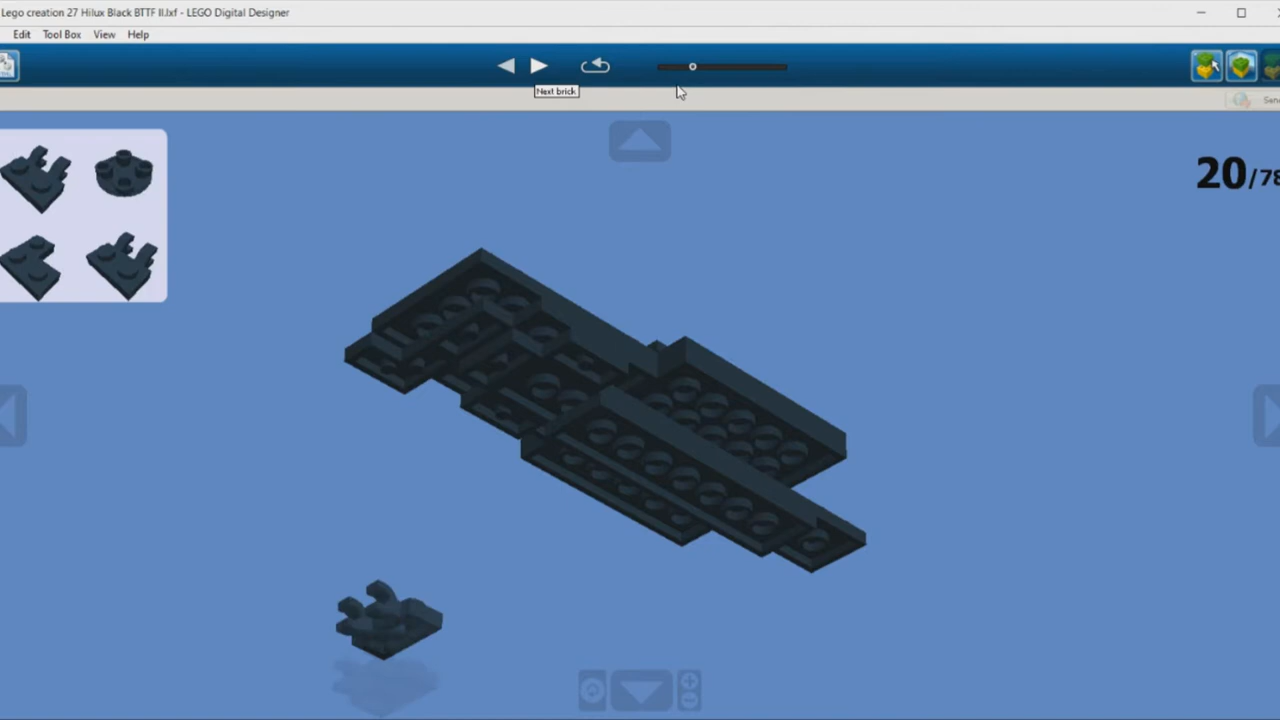 Lego creation 27 Hilux Black BTTF II.lxf - LEGO Digital Designer
Edit Tool Box View Help
Next brick
20/78